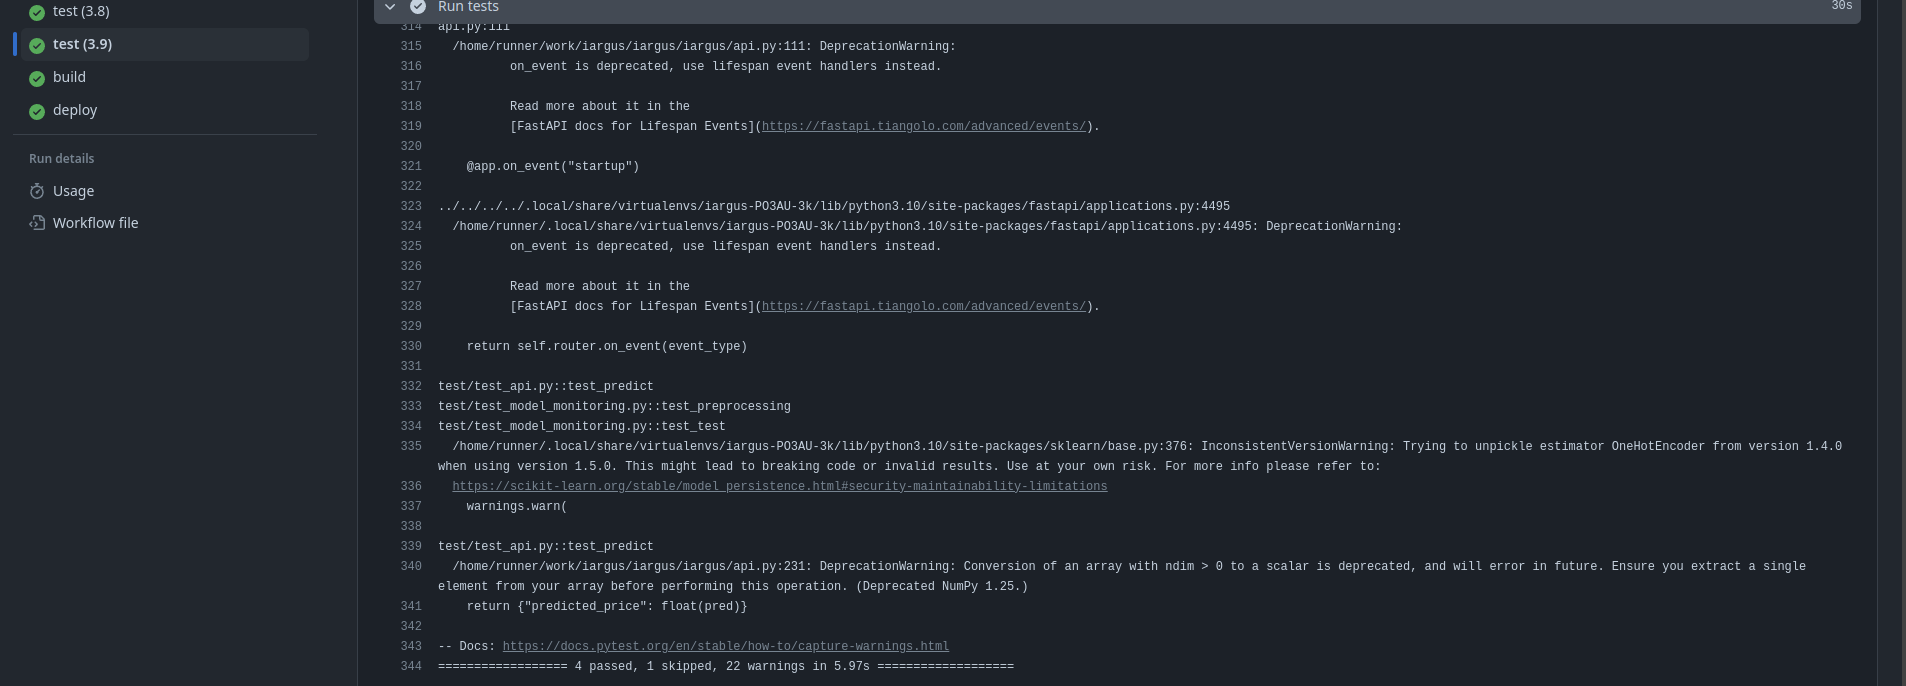 test (3.8)
test (3.9)
build
deploy
Run details
Usage
Workflow file
Run tests
30s
314 api.py:111
315 /home/runner/work/iargus/iargus/iargus/api.py:111: DeprecationWarning:
316 on_event is deprecated, use lifespan event handlers instead.
317
318 Read more about it in the
319 [FastAPI docs for Lifespan Events](https://fastapi.tiangolo.com/advanced/events/).
320
321 @app.on_event("startup")
322
323 ../../../../.local/share/virtualenvs/iargus-PO3AU-3k/lib/python3.10/site-packages/fastapi/applications.py:4495
324 /home/runner/.local/share/virtualenvs/iargus-PO3AU-3k/lib/python3.10/site-packages/fastapi/applications.py:4495: DeprecationWarning:
325 on_event is deprecated, use lifespan event handlers instead.
326
327 Read more about it in the
328 [FastAPI docs for Lifespan Events](https://fastapi.tiangolo.com/advanced/events/).
329
330 return self.router.on_event(event_type)
331
332 test/test_api.py::test_predict
333 test/test_model_monitoring.py::test_preprocessing
334 test/test_model_monitoring.py::test_test
335 /home/runner/.local/share/virtualenvs/iargus-PO3AU-3k/lib/python3.10/site-packages/sklearn/base.py:376: InconsistentVersionWarning: Trying to unpickle estimator OneHotEncoder from version 1.4.0
when using version 1.5.0. This might lead to breaking code or invalid results. Use at your own risk. For more info please refer to:
336 https://scikit-learn.org/stable/model_persistence.html#security-maintainability-limitations
337 warnings.warn(
338
339 test/test_api.py::test_predict
340 /home/runner/work/iargus/iargus/iargus/api.py:231: DeprecationWarning: Conversion of an array with ndim > 0 to a scalar is deprecated, and will error in future. Ensure you extract a single
element from your array before performing this operation. (Deprecated NumPy 1.25.)
341 return {"predicted_price": float(pred)}
342
343 -- Docs: https://docs.pytest.org/en/stable/how-to/capture-warnings.html
344 ================== 4 passed, 1 skipped, 22 warnings in 5.97s ===================